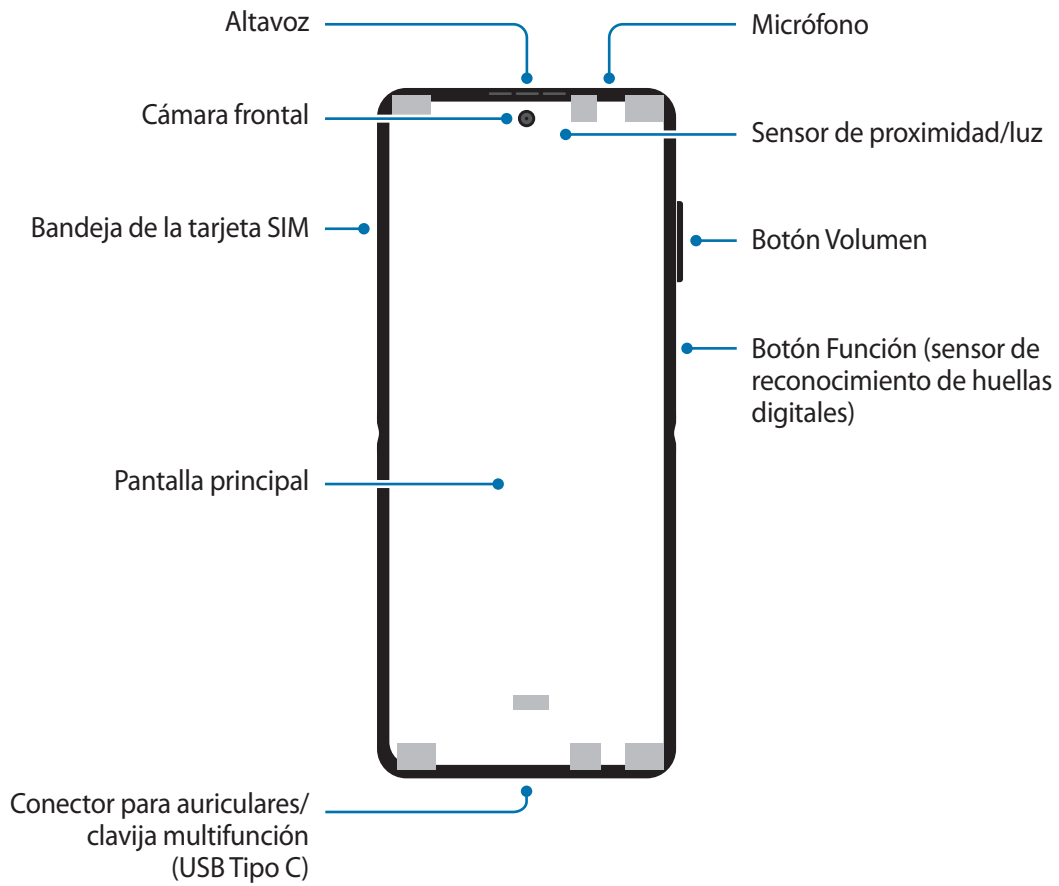 Altavoz
Micrófono
Cámara frontal
Sensor de proximidad/luz
Bandeja de la tarjeta SIM
Botón Volumen
Botón Función (sensor de
reconocimiento de huellas
digitales)
Pantalla principal
Conector para auriculares/
clavija multifunción
(USB Tipo C)